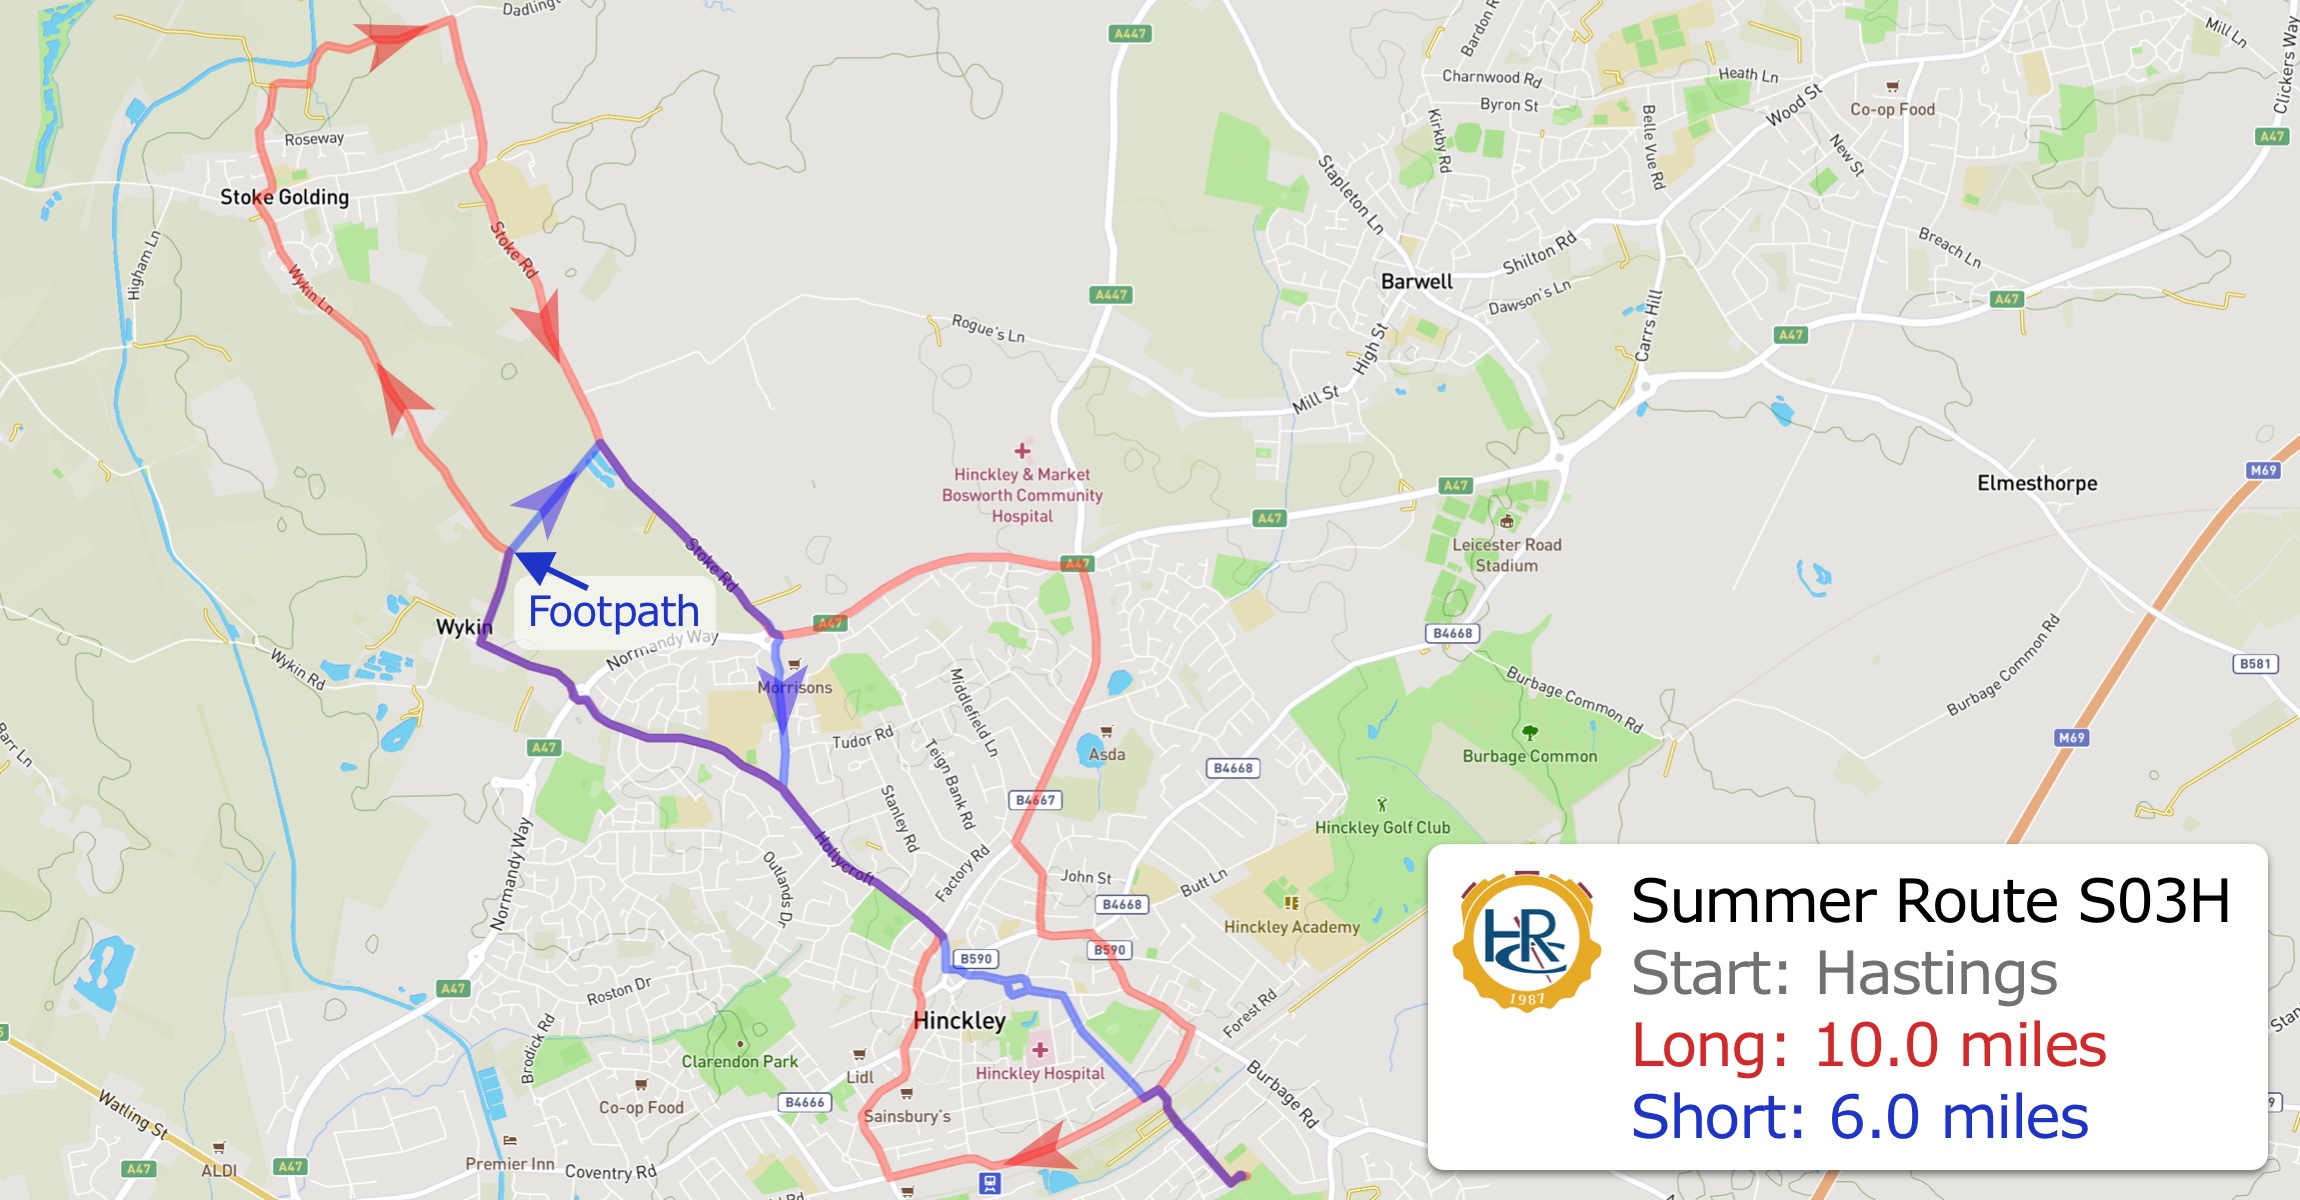 Dadlingt
A447
Bardon R
Mill Ln
Clickers Way
Charnwood Rd
Heath Ln
Byron St
Wood St
Co-op Food
Kirkby Rd
Belle Vue Rd
New St
A47
Roseway
Stoke Golding
Stapleton Ln
Higham Ln
Stoke Rd
Shilton Rd
Breach Ln
Wykin Ln
Barwell
Dawson's Ln
A447
A47
Rogue's Ln
High St
Carrs Hill
A47
Mill St
Hinckley & Market
Bosworth Community
Hospital
A47
Elmesthorpe
M69
A47
Leicester Road
Stadium
Stoke Rd
A47
Footpath
Wykin
A47
Normandy Way
B4668
Burbage Common Rd
B581
Wykin Rd
Morrisons
Middlefield Ln
Burbage Common Rd
Barr Ln
A47
Tudor Rd
Teign Bank Rd
Asda
B4668
Burbage Common
M69
Stanley Rd
B4667
Hinckley Golf Club
Normandy Way
Outlands Dr
Hollycroft
Factory Rd
John St
Butt Ln
B4668
Hinckley Academy
B590
B590
A47
Roston Dr
Hinckley
Forest Rd
Brodick Rd
Clarendon Park
Lidl
Hinckley Hospital
Burbage Rd
Watling St
Co-op Food
B4666
Sainsbury's
ALDI
A47
A47
Premier Inn
Coventry Rd
HR
1987
Summer Route S03H
Start: Hastings
Long: 10.0 miles
Short: 6.0 miles